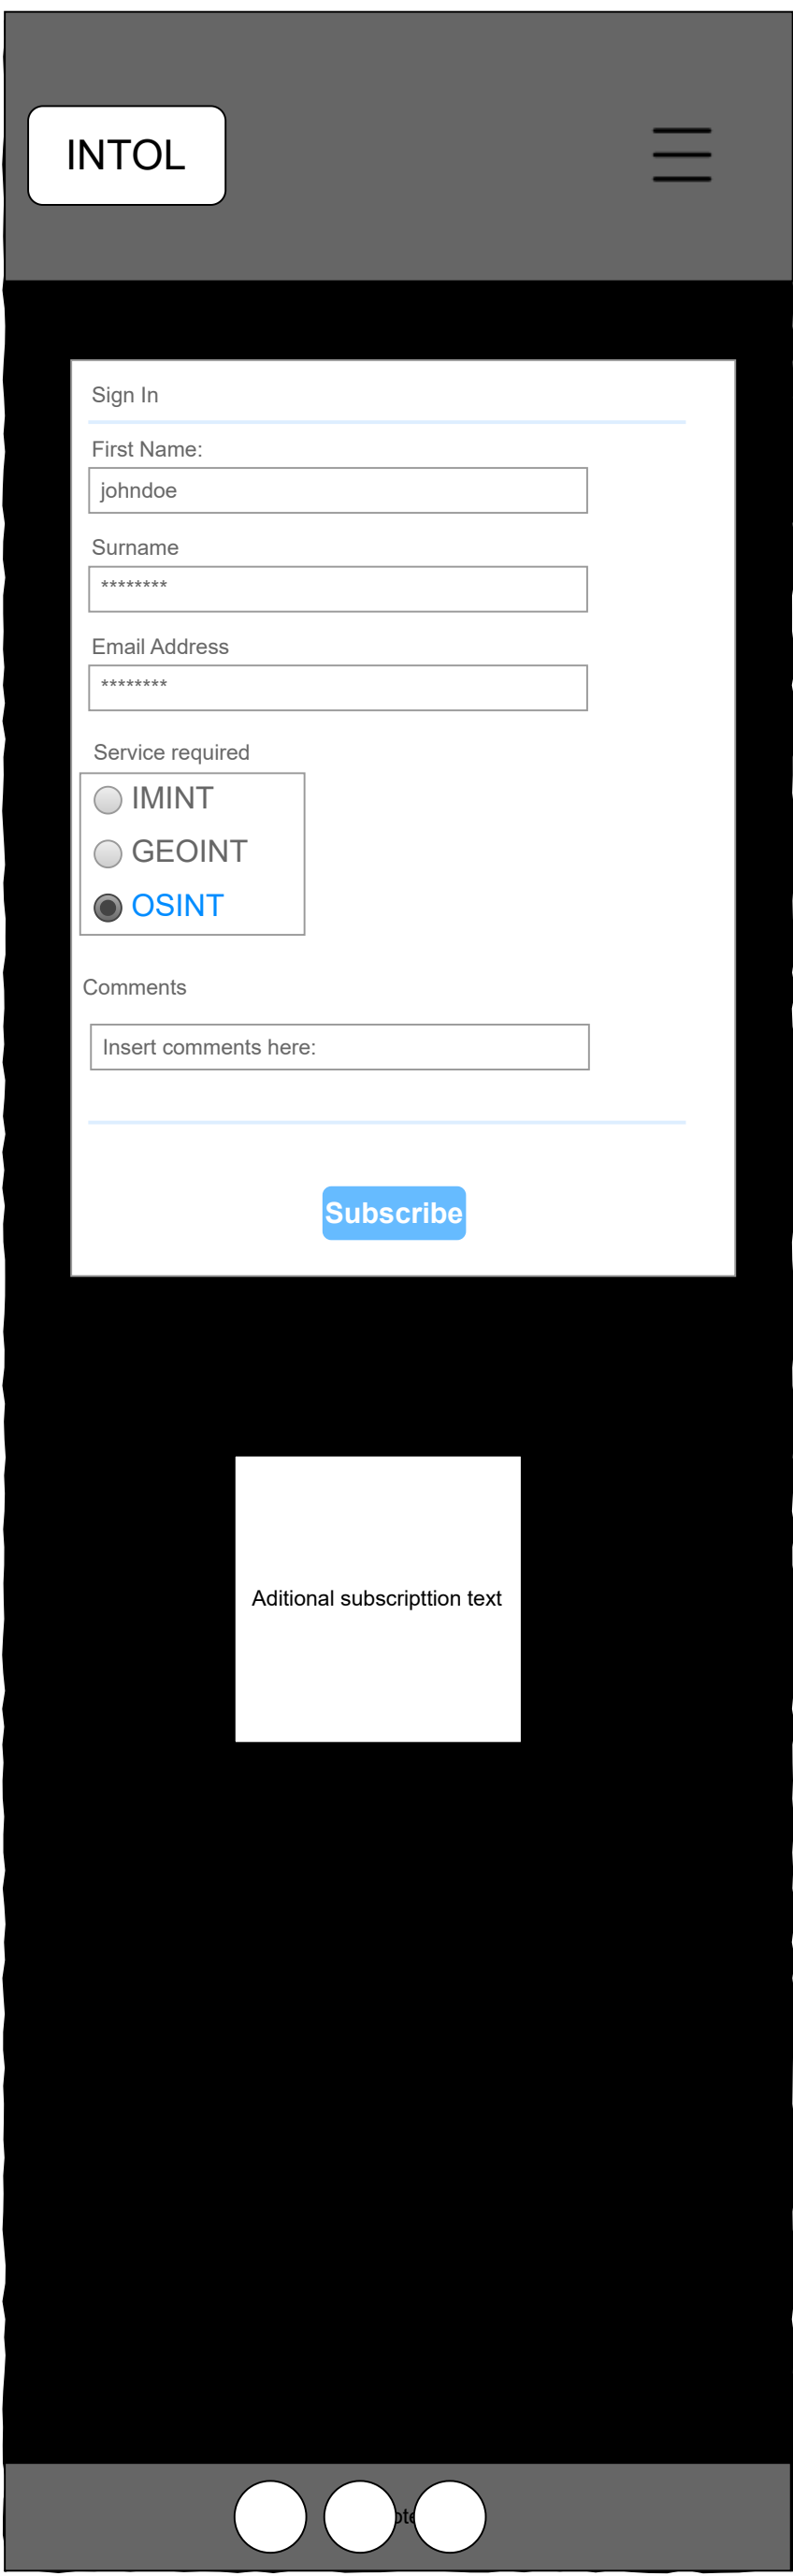 INTOL
Sign In
First Name:
johndoe
Surname
********
Email Address
********
Service required
IMINT
GEOINT
OSINT
Comments
Insert comments here:
Subscribe
Aditional subscripttion text